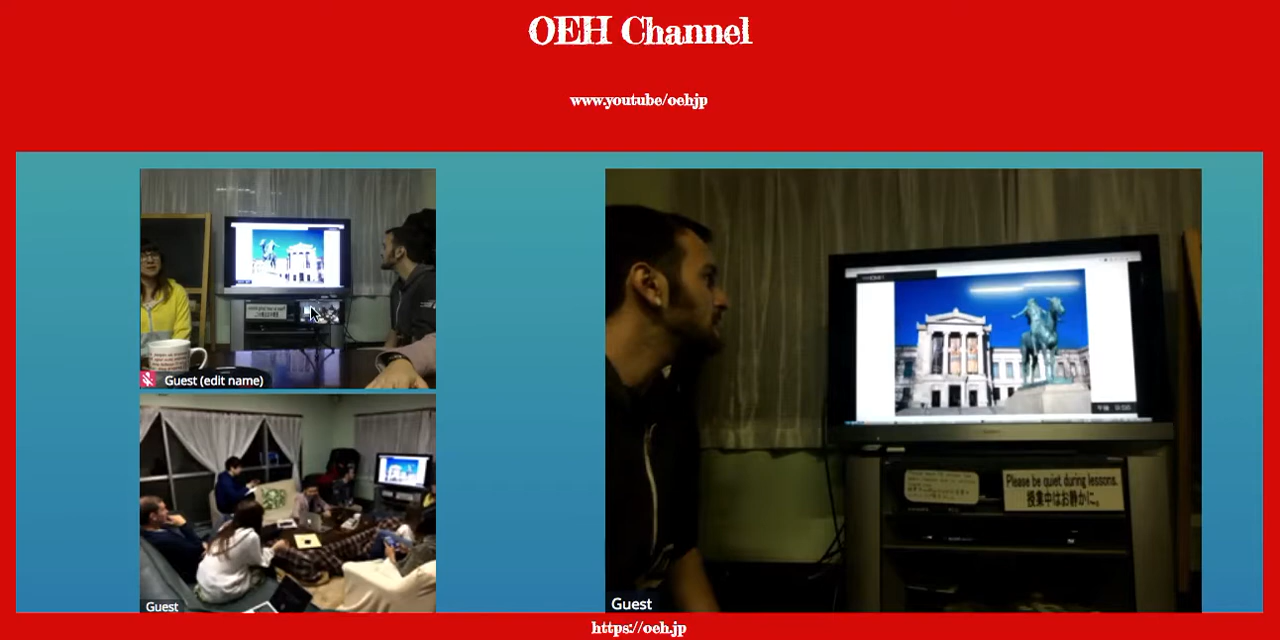 OEH Channel
www.youtube/oehjp
Guest (edit name)
Guest
Please be quiet during lessons.
授業中はお静かに。
Guest
https://oeh.jp